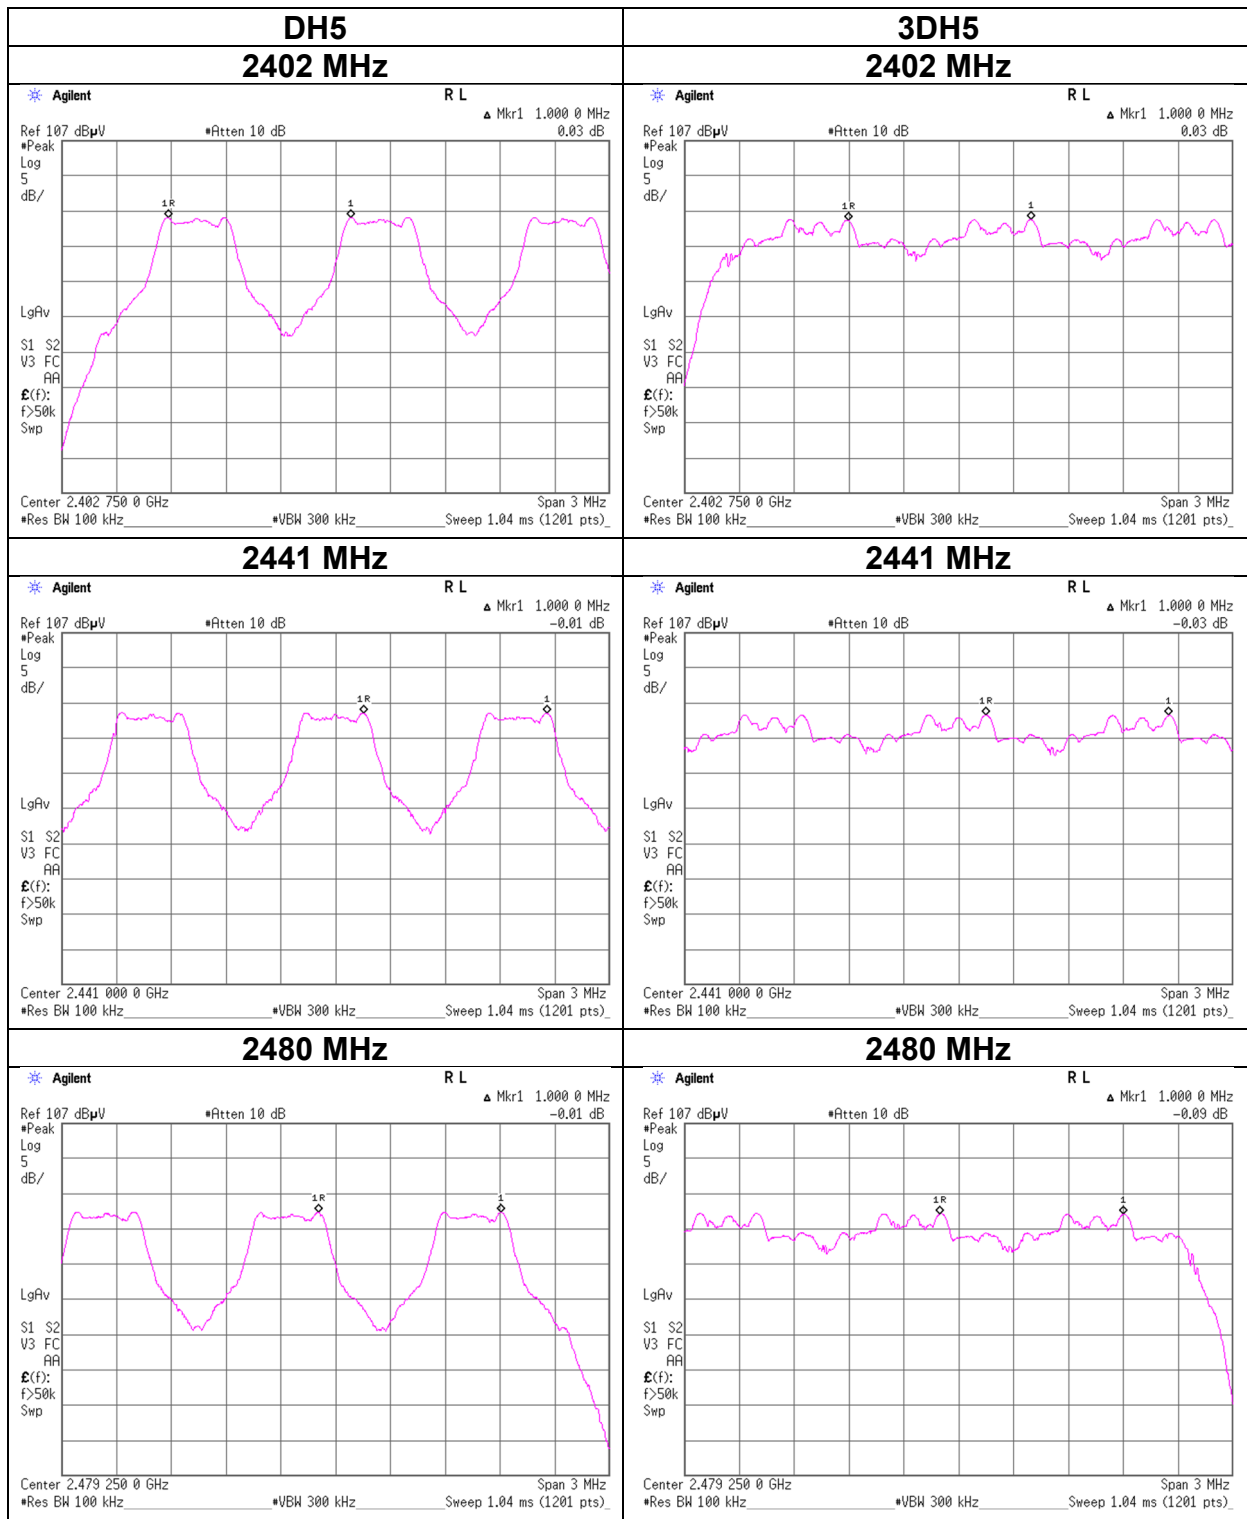 DH5 3DH5
2402 MHz 2402 MHz
Agilent R L
Δ Mkr1 1.000 0 MHz
Ref 107 dBµV #Atten 10 dB 0.03 dB
#Peak
Log
5
dB/
1R 1
LgAv
S1 S2
V3 FC
AA
£(f):
f>50k
Swp
Center 2.402 750 0 GHz Span 3 MHz
#Res BW 100 kHz #VBW 300 kHz Sweep 1.04 ms (1201 pts)
Agilent R L
Δ Mkr1 1.000 0 MHz
Ref 107 dBµV #Atten 10 dB 0.03 dB
#Peak
Log
5
dB/
1R 1
LgAv
S1 S2
V3 FC
AA
£(f):
f>50k
Swp
Center 2.402 750 0 GHz Span 3 MHz
#Res BW 100 kHz #VBW 300 kHz Sweep 1.04 ms (1201 pts)
2441 MHz 2441 MHz
Agilent R L
Δ Mkr1 1.000 0 MHz
Ref 107 dBµV #Atten 10 dB -0.01 dB
#Peak
Log
5
dB/
1R 1
LgAv
S1 S2
V3 FC
AA
£(f):
f>50k
Swp
Center 2.441 000 0 GHz Span 3 MHz
#Res BW 100 kHz #VBW 300 kHz Sweep 1.04 ms (1201 pts)
Agilent R L
Δ Mkr1 1.000 0 MHz
Ref 107 dBµV #Atten 10 dB -0.03 dB
#Peak
Log
5
dB/
1R 1
LgAv
S1 S2
V3 FC
AA
£(f):
f>50k
Swp
Center 2.441 000 0 GHz Span 3 MHz
#Res BW 100 kHz #VBW 300 kHz Sweep 1.04 ms (1201 pts)
2480 MHz 2480 MHz
Agilent R L
Δ Mkr1 1.000 0 MHz
Ref 107 dBµV #Atten 10 dB -0.01 dB
#Peak
Log
5
dB/
1R 1
LgAv
S1 S2
V3 FC
AA
£(f):
f>50k
Swp
Center 2.479 250 0 GHz Span 3 MHz
#Res BW 100 kHz #VBW 300 kHz Sweep 1.04 ms (1201 pts)
Agilent R L
Δ Mkr1 1.000 0 MHz
Ref 107 dBµV #Atten 10 dB -0.09 dB
#Peak
Log
5
dB/
1R 1
LgAv
S1 S2
V3 FC
AA
£(f):
f>50k
Swp
Center 2.479 250 0 GHz Span 3 MHz
#Res BW 100 kHz #VBW 300 kHz Sweep 1.04 ms (1201 pts)